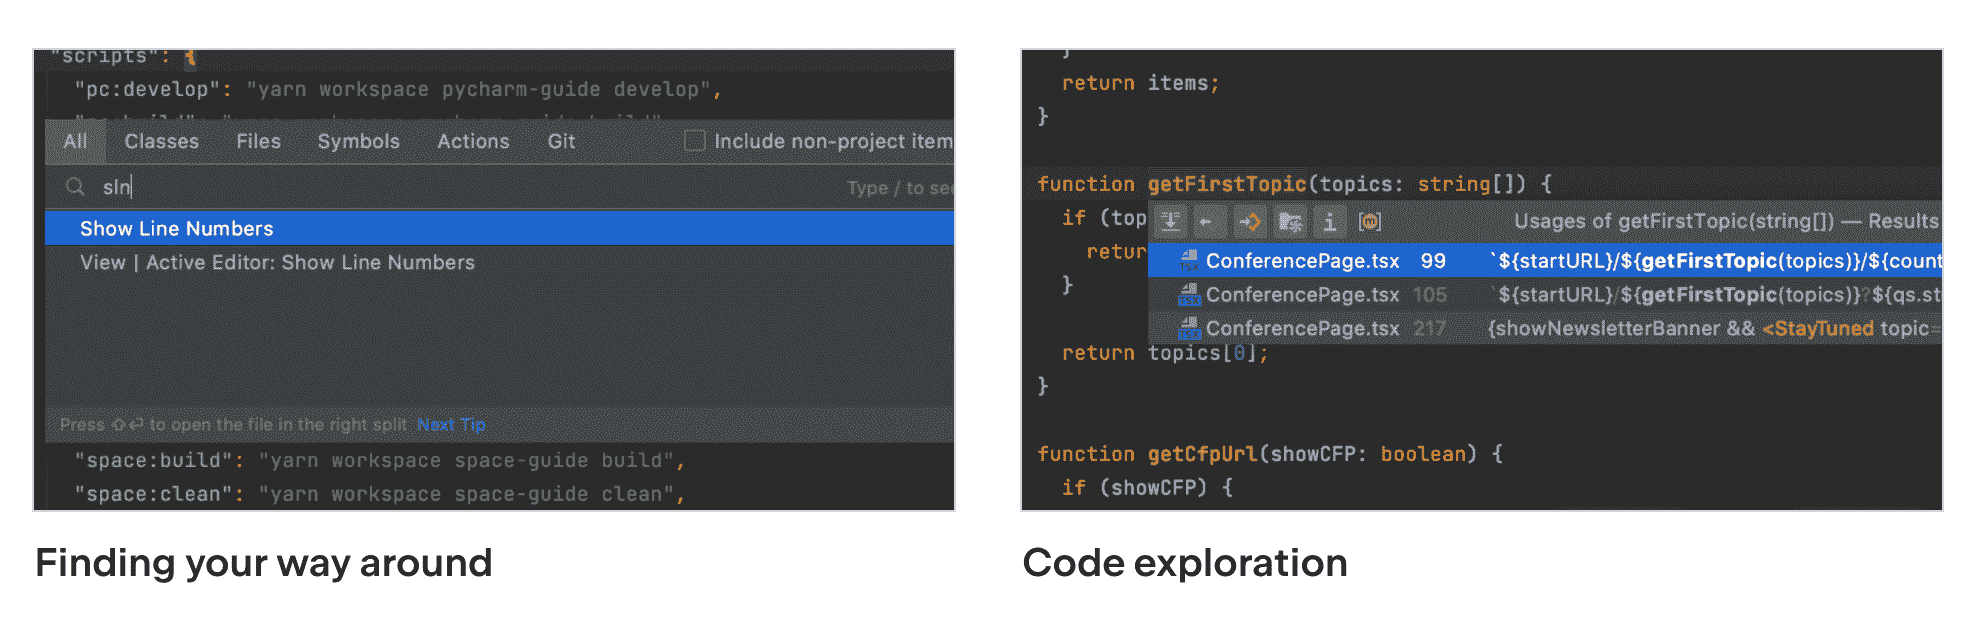 "scripts": {
"pc:develop": "yarn workspace pycharm-guide develop",
All Classes Files Symbols Actions Git Include non-project item
sln Type / to see
Show Line Numbers
View | Active Editor: Show Line Numbers
Press ⇧⏎ to open the file in the right split Next Tip
"space:build": "yarn workspace space-guide build",
"space:clean": "yarn workspace space-guide clean",
Finding your way around
}
return items;
}
function getFirstTopic(topics: string[]) {
if (top
Usages of getFirstTopic(string[]) — Results
retur
ConferencePage.tsx 99 `${startURL}/${getFirstTopic(topics)}/${count
}
ConferencePage.tsx 105 `${startURL}/${getFirstTopic(topics)}?${qs.st
ConferencePage.tsx 217 {showNewsletterBanner && <StayTuned topic=
return topics[0];
}
function getCfpUrl(showCFP: boolean) {
if (showCFP) {
Code exploration